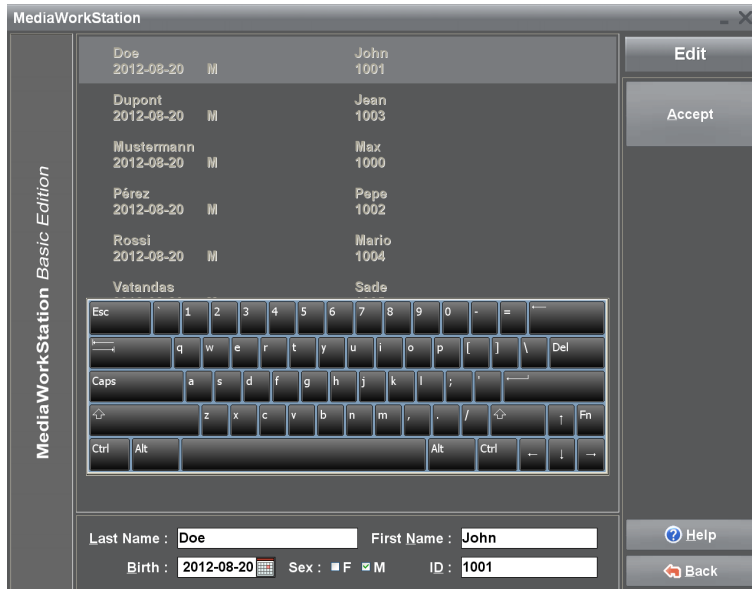 MediaWorkStation
MediaWorkStation Basic Edition
Doe John
2012-08-20 M 1001
Dupont Jean
2012-08-20 M 1003
Mustermann Max
2012-08-20 M 1000
Pérez Pepe
2012-08-20 M 1002
Rossi Mario
2012-08-20 M 1004
Vatandas Sade
Esc ` 1 2 3 4 5 6 7 8 9 0 - = ←
q w e r t y u i o p [ ] \ Del
Caps a s d f g h j k l ; '
z x c v b n m , . / ↑ Fn
Ctrl Alt Alt Ctrl ← ↓ →
Last Name : Doe First Name : John
Birth : 2012-08-20 Sex : F M ID : 1001
Edit
Accept
Help
Back